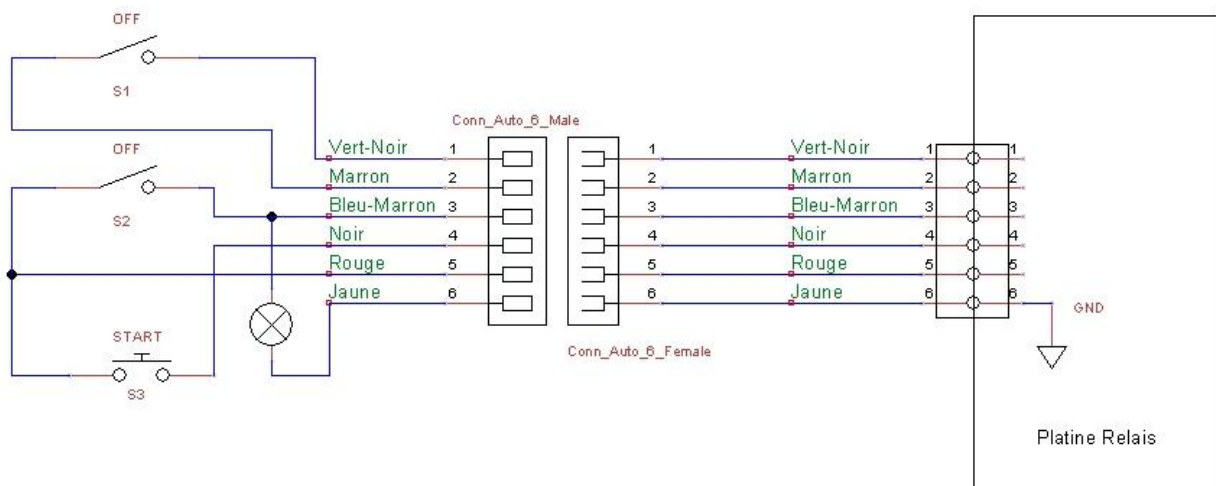 OFF
S1
OFF
S2
START
S3
Conn_Auto_6_Male
Vert-Noir 1
Marron 2
Bleu-Marron 3
Noir 4
Rouge 5
Jaune 6
Conn_Auto_6_Female
1 Vert-Noir 1 1
2 Marron 2 2
3 Bleu-Marron 3 3
4 Noir 4 4
5 Rouge 5 5
6 Jaune 6 6
GND
Platine Relais